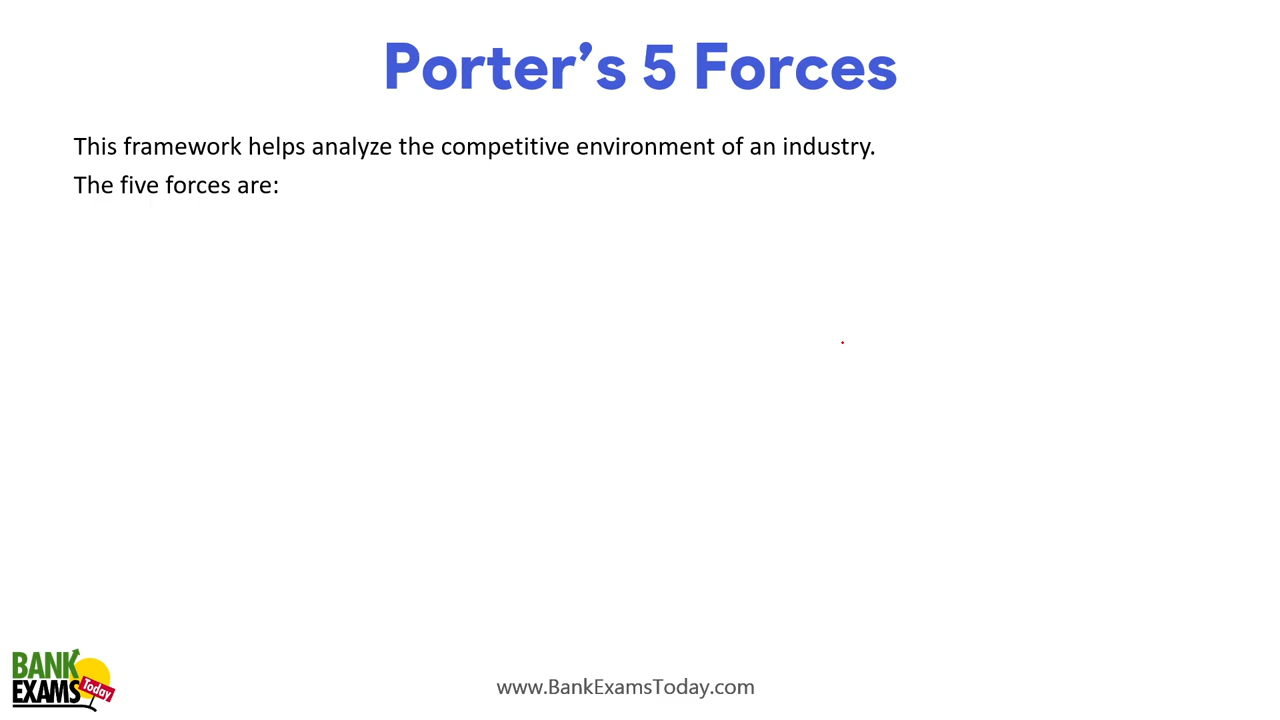 Porter’s 5 Forces
This framework helps analyze the competitive environment of an industry.
The five forces are:
BANK
EXAMS
Today
www.BankExamsToday.com